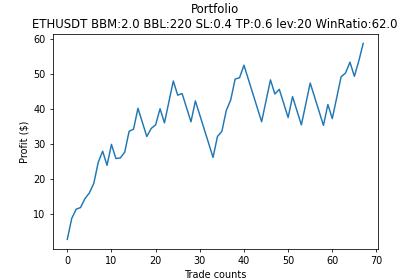 Portfolio
ETHUSDT BBM:2.0 BBL:220 SL:0.4 TP:0.6 lev:20 WinRatio:62.0
60
50
40
30
20
10
Profit ($)
0 10 20 30 40 50 60 70
Trade counts